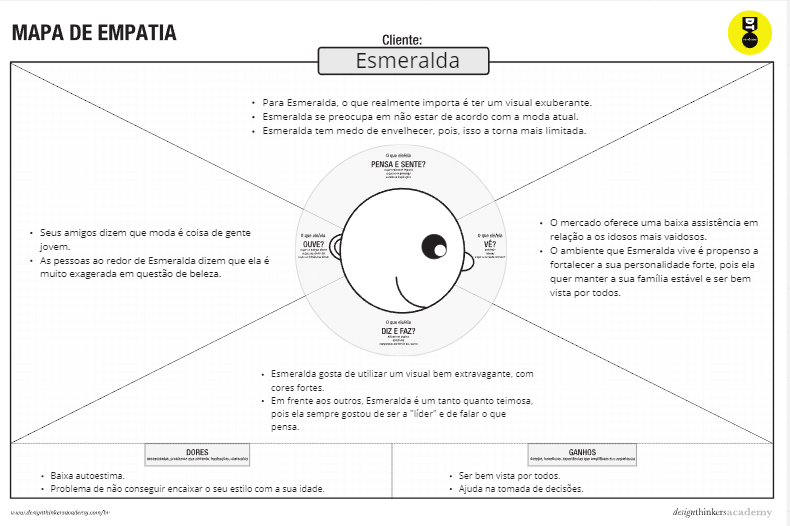 MAPA DE EMPATIA
Cliente:
Esmeralda
DT
• Para Esmeralda, o que realmente importa é ter um visual exuberante.
• Esmeralda se preocupa em não estar de acordo com a moda atual.
• Esmeralda tem medo de envelhecer, pois, isso a torna mais limitada.
O que ele/ela
PENSA E SENTE?
• Seus amigos dizem que moda é coisa de gente
jovem.
• As pessoas ao redor de Esmeralda dizem que ela é
muito exagerada em questão de beleza.
O que ele/ela
OUVE?
O que ele/ela
VÊ?
• O mercado oferece uma baixa assistência em
relação a os idosos mais vaidosos.
• O ambiente que Esmeralda vive é propenso a
fortalecer a sua personalidade forte, pois ela
quer manter a sua família estável e ser bem
vista por todos.
O que ele/ela
DIZ E FAZ?
• Esmeralda gosta de utilizar um visual bem extravagante, com
cores fortes.
• Em frente aos outros, Esmeralda é um tanto quanto teimosa,
pois ela sempre gostou de ser a "líder" e de falar o que
pensa.
DORES
• Baixa autoestima.
• Problema de não conseguir encaixar o seu estilo com a sua idade.
GANHOS
• Ser bem vista por todos.
• Ajuda na tomada de decisões.
www.designthinkersacademy.com/br
designthinkersacademy